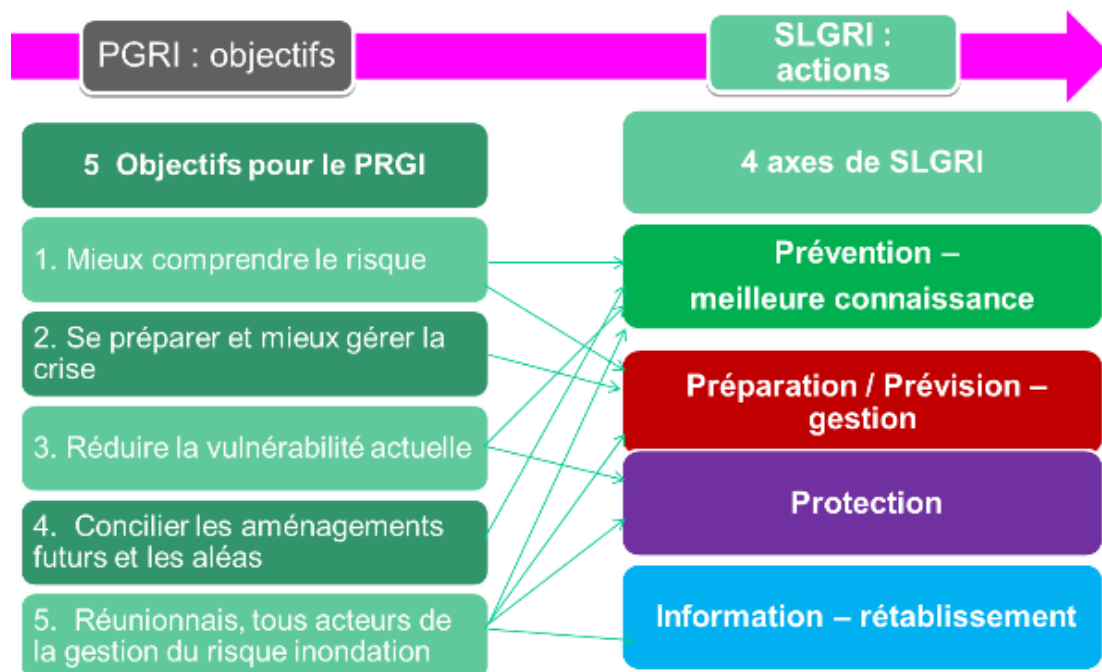 PGRI : objectifs
SLGRI :
actions
5 Objectifs pour le PRGI
1. Mieux comprendre le risque
2. Se préparer et mieux gérer la
crise
3. Réduire la vulnérabilité actuelle
4. Concilier les aménagements
futurs et les aléas
5. Réunionnais, tous acteurs de
la gestion du risque inondation
4 axes de SLGRI
Prévention –
meilleure connaissance
Préparation / Prévision –
gestion
Protection
Information – rétablissement